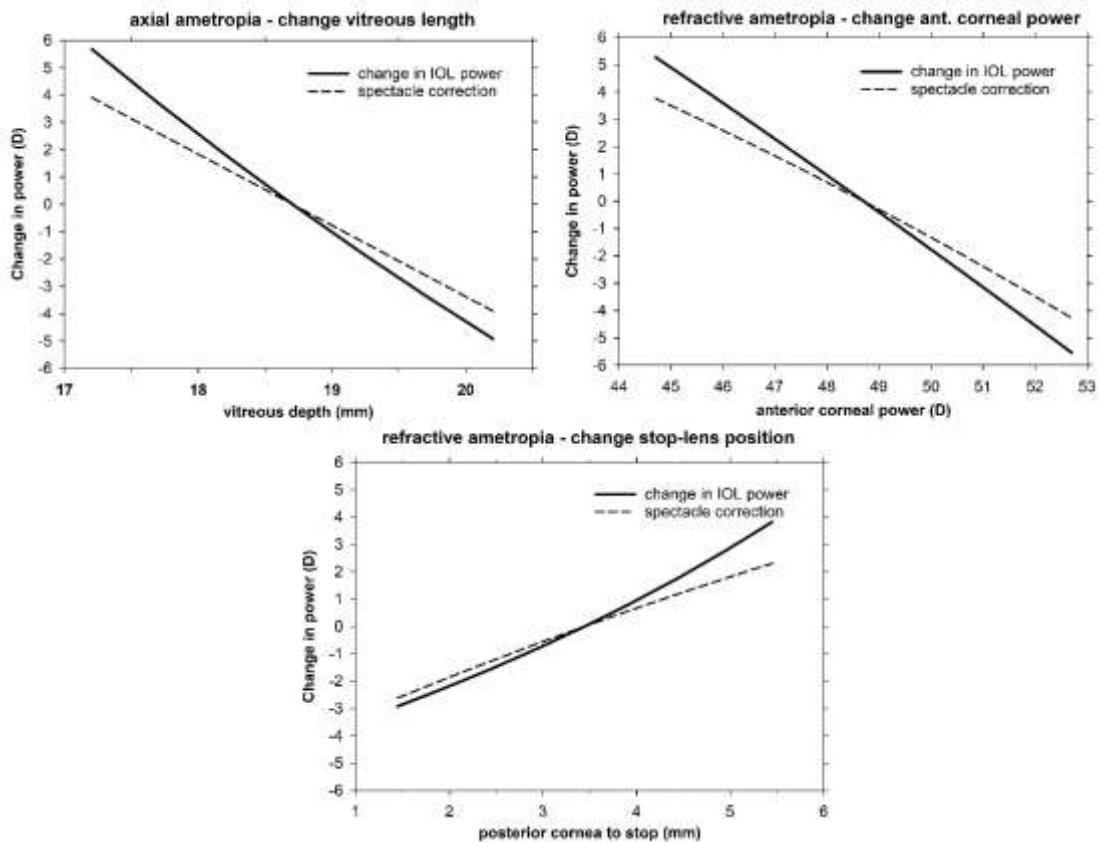 axial ametropia - change vitreous length
6
5
4
3
2
1
0
-1
-2
-3
-4
-5
-6
Change in power (D)
change in IOL power
spectacle correction
17 18 19 20
vitreous depth (mm)
refractive ametropia - change ant. corneal power
6
5
4
3
2
1
0
-1
-2
-3
-4
-5
-6
Change in power (D)
change in IOL power
spectacle correction
44 45 46 47 48 49 50 51 52 53
anterior corneal power (D)
refractive ametropia - change stop-lens position
6
5
4
3
2
1
0
-1
-2
-3
-4
-5
-6
Change in power (D)
change in IOL power
spectacle correction
1 2 3 4 5 6
posterior cornea to stop (mm)